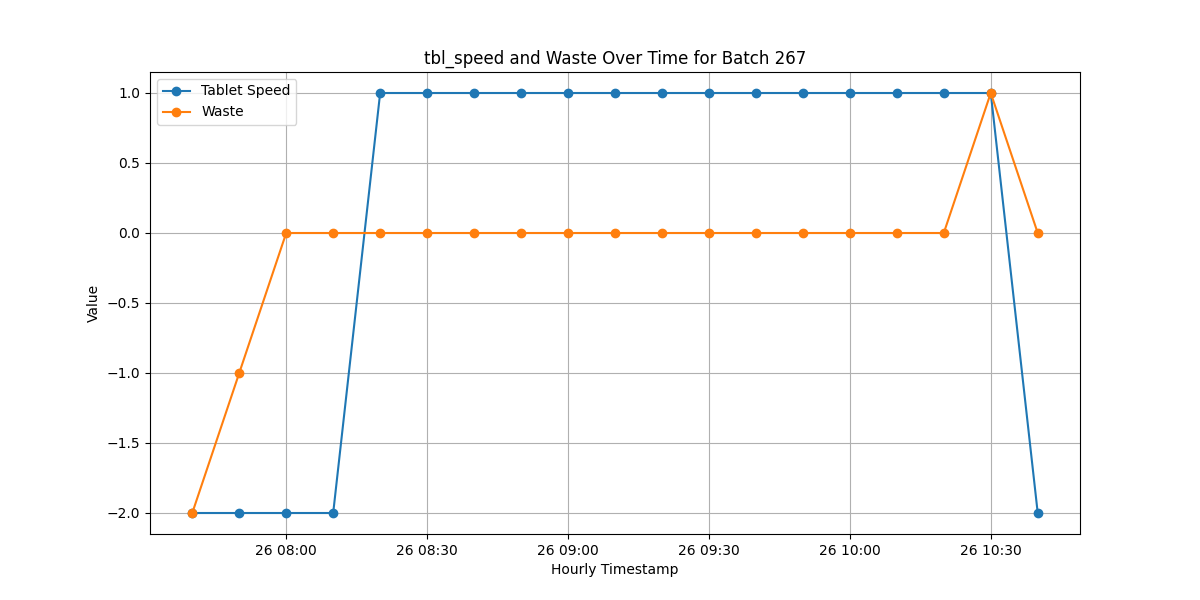 tbl_speed and Waste Over Time for Batch 267
Tablet Speed
Waste
1.0
0.5
0.0
−0.5
−1.0
−1.5
−2.0
Value
26 08:00
26 08:30
26 09:00
26 09:30
26 10:00
26 10:30
Hourly Timestamp